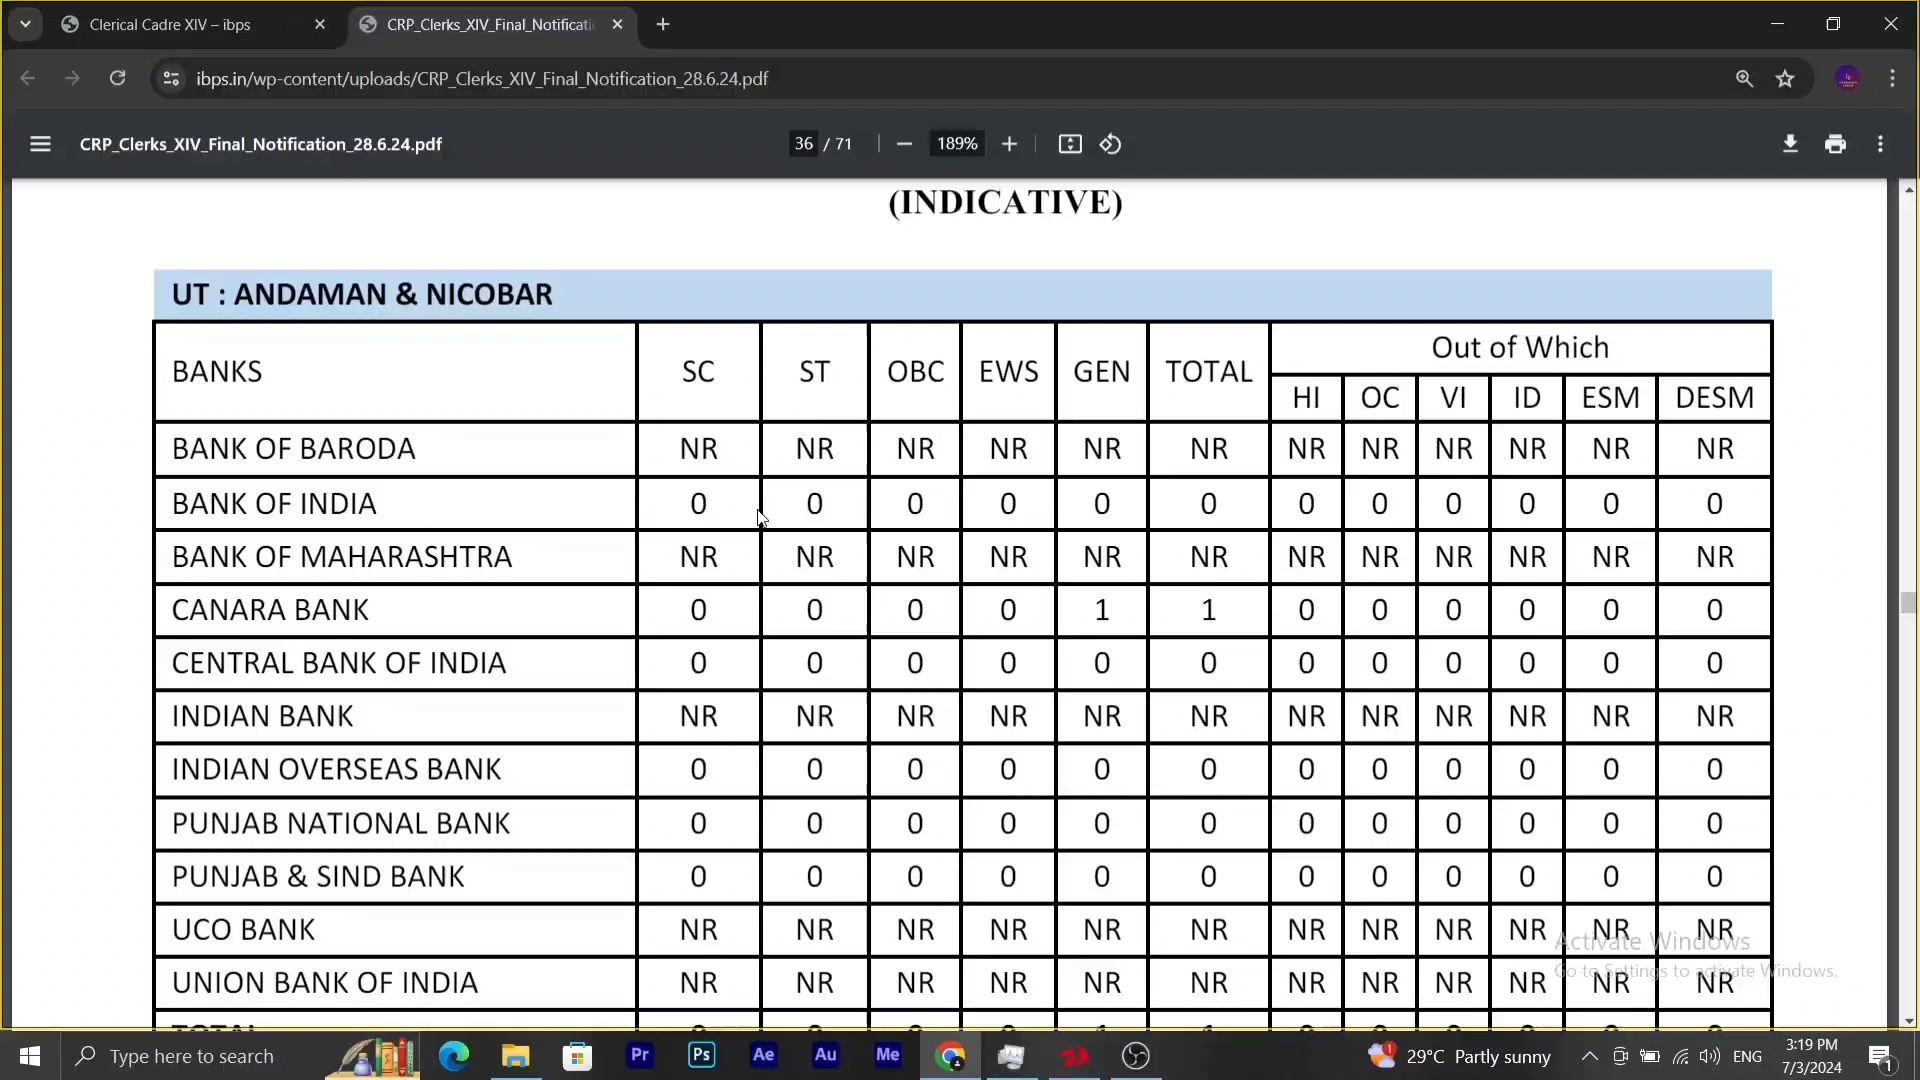 Clerical Cadre XIV – ibps
CRP_Clerks_XIV_Final_Notificati
ibps.in/wp-content/uploads/CRP_Clerks_XIV_Final_Notification_28.6.24.pdf
CRP_Clerks_XIV_Final_Notification_28.6.24.pdf 36 / 71 189%
(INDICATIVE)
UT : ANDAMAN & NICOBAR
BANKS SC ST OBC EWS GEN TOTAL Out of Which
HI OC VI ID ESM DESM
BANK OF BARODA NR NR NR NR NR NR NR NR NR NR NR NR
BANK OF INDIA 0 0 0 0 0 0 0 0 0 0 0 0
BANK OF MAHARASHTRA NR NR NR NR NR NR NR NR NR NR NR NR
CANARA BANK 0 0 0 0 1 1 0 0 0 0 0 0
CENTRAL BANK OF INDIA 0 0 0 0 0 0 0 0 0 0 0 0
INDIAN BANK NR NR NR NR NR NR NR NR NR NR NR NR
INDIAN OVERSEAS BANK 0 0 0 0 0 0 0 0 0 0 0 0
PUNJAB NATIONAL BANK 0 0 0 0 0 0 0 0 0 0 0 0
PUNJAB & SIND BANK 0 0 0 0 0 0 0 0 0 0 0 0
UCO BANK NR NR NR NR NR NR NR NR NR NR NR NR
UNION BANK OF INDIA NR NR NR NR NR NR NR NR NR NR NR NR
Activate Windows
Go to Settings to activate Windows.
TOTAL
Type here to search
Pr Ps Ae Au Me
29°C Partly sunny
ENG
3:19 PM
7/3/2024
1